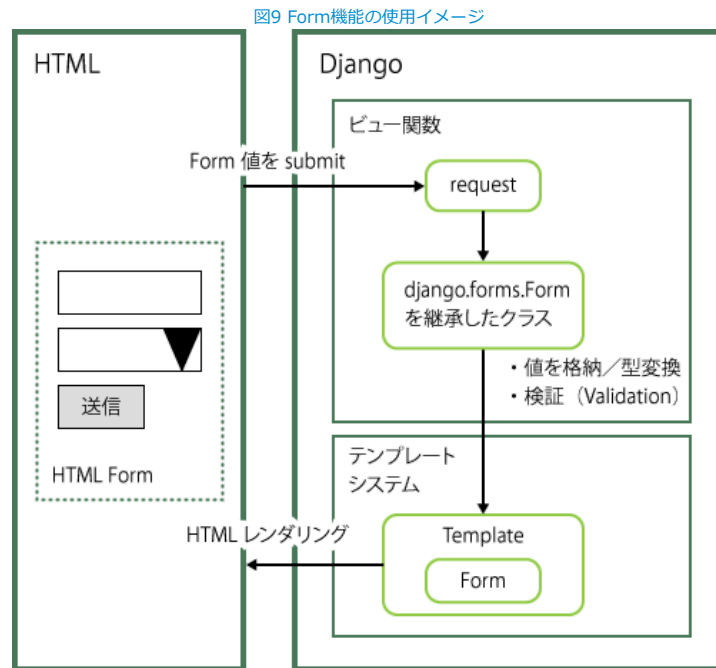 図9 Form機能の使用イメージ
HTML
Django
ビュー関数
Form 値を submit
request
django.forms.Form
を継承したクラス
・値を格納／型変換
・検証（Validation）
送信
HTML Form
テンプレート
システム
HTML レンダリング
Template
Form